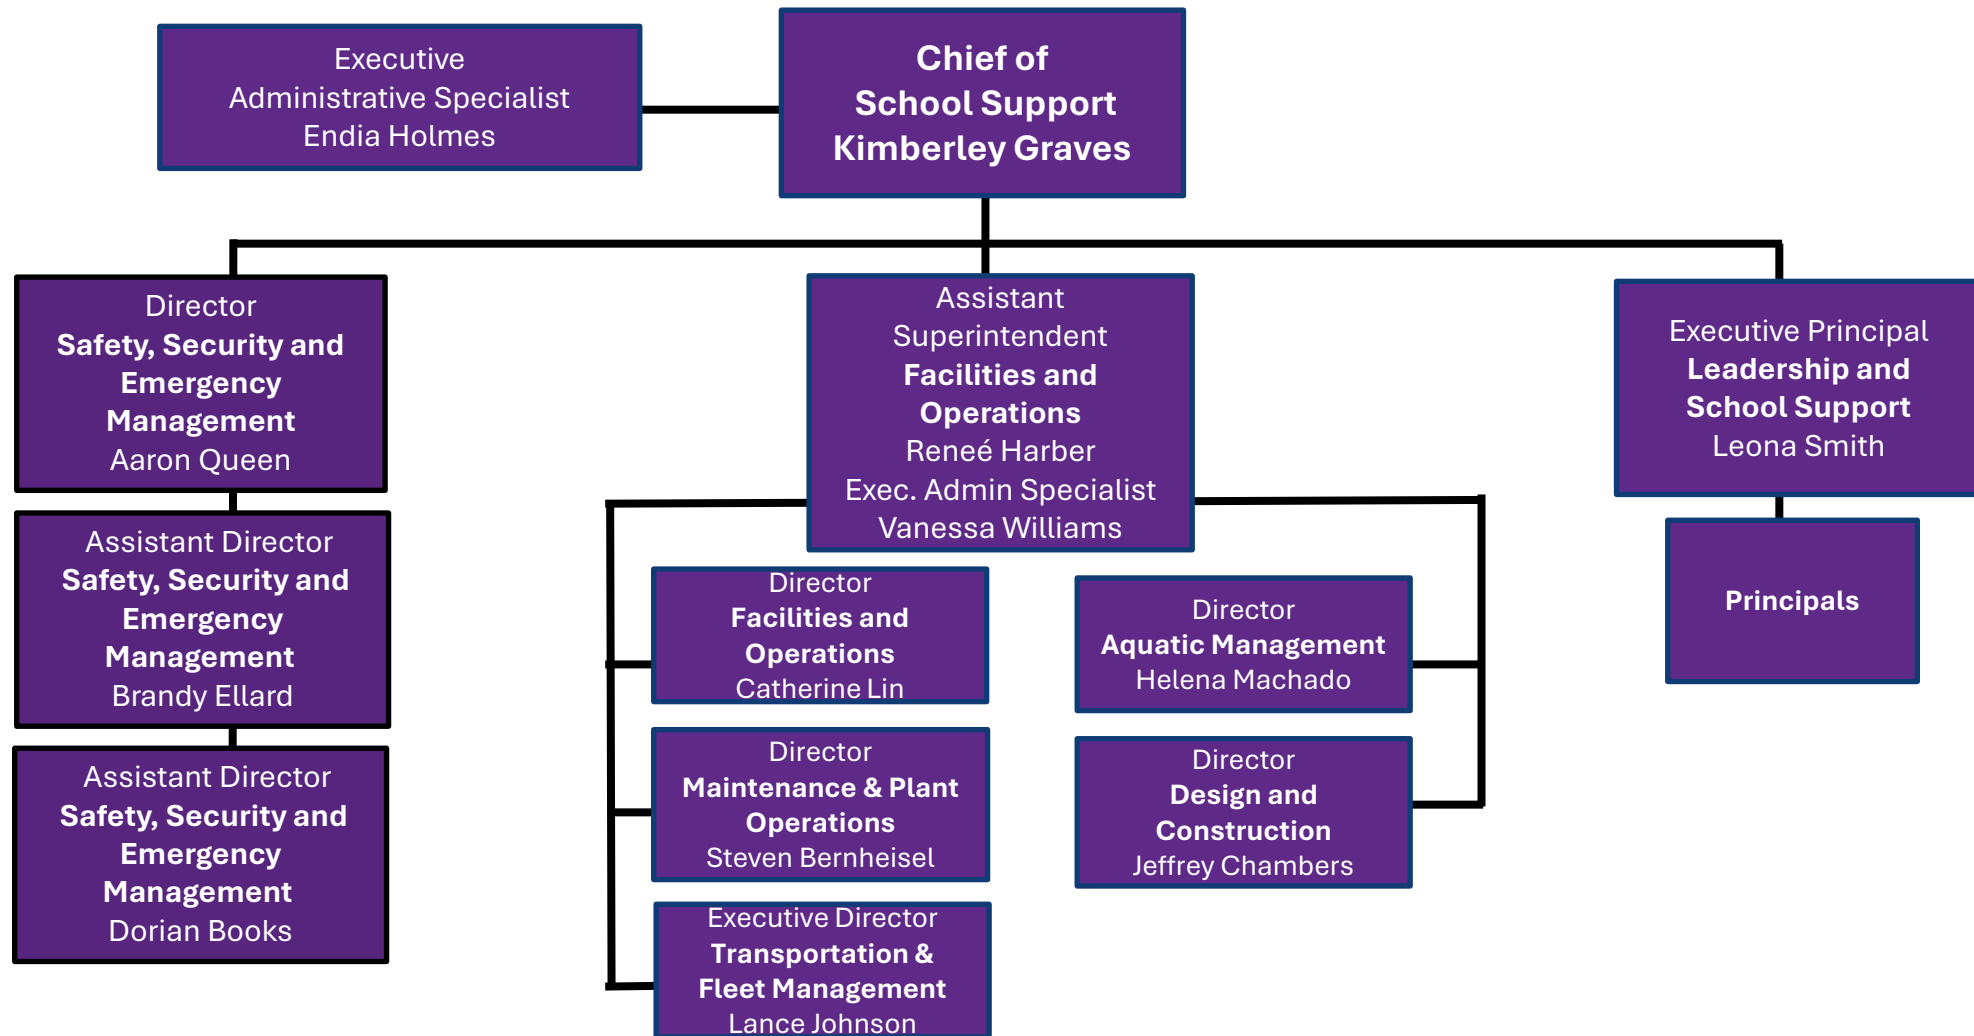 Executive
Administrative Specialist
Endia Holmes
Chief of
School Support
Kimberley Graves
Director
Safety, Security and
Emergency
Management
Aaron Queen
Assistant Director
Safety, Security and
Emergency
Management
Brandy Ellard
Assistant Director
Safety, Security and
Emergency
Management
Dorian Books
Assistant
Superintendent
Facilities and
Operations
Reneé Harber
Exec. Admin Specialist
Vanessa Williams
Director
Facilities and
Operations
Catherine Lin
Director
Maintenance & Plant
Operations
Steven Bernheisel
Executive Director
Transportation &
Fleet Management
Lance Johnson
Director
Aquatic Management
Helena Machado
Director
Design and
Construction
Jeffrey Chambers
Executive Principal
Leadership and
School Support
Leona Smith
Principals